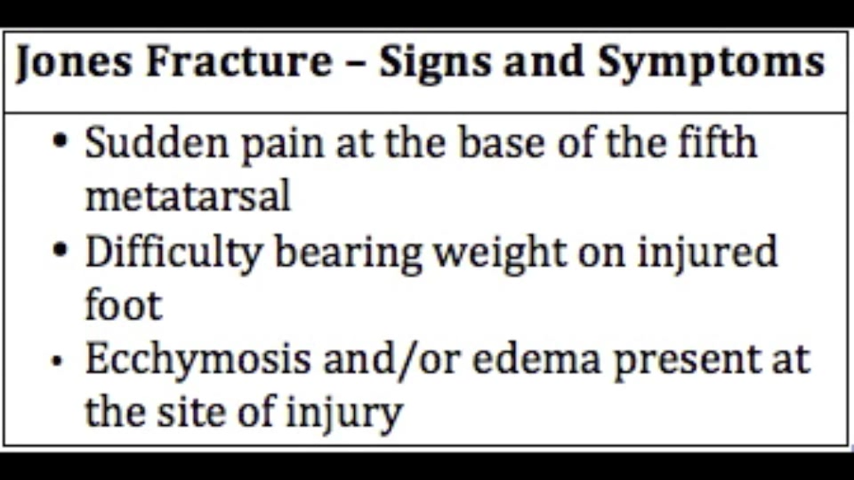 Jones Fracture – Signs and Symptoms
• Sudden pain at the base of the fifth
metatarsal
• Difficulty bearing weight on injured
foot
• Ecchymosis and/or edema present at
the site of injury